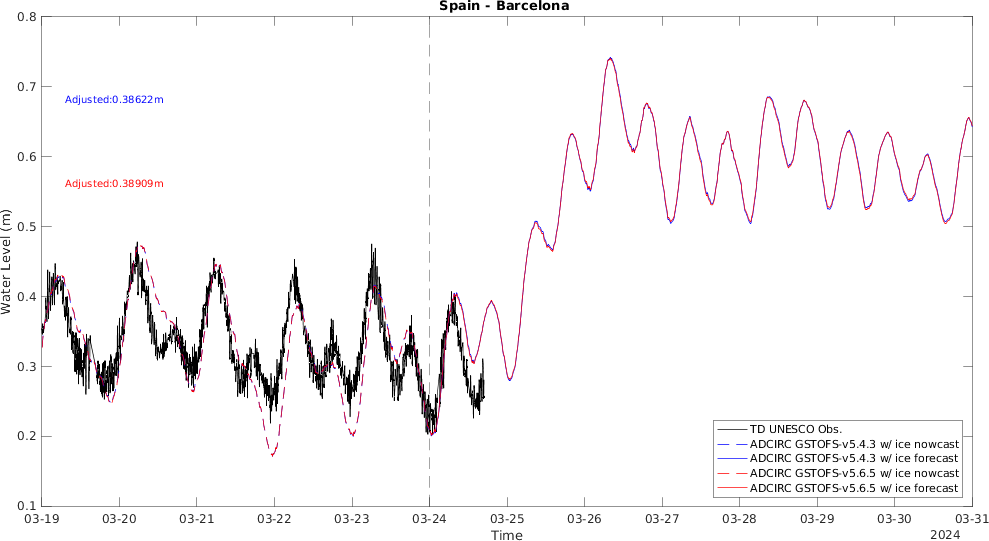 Spain - Barcelona
0.8
0.7
0.6
0.5
0.4
0.3
0.2
0.1
Water Level (m)
Adjusted:0.38622m
Adjusted:0.38909m
TD UNESCO Obs.
ADCIRC GSTOFS-v5.4.3 w/ ice nowcast
ADCIRC GSTOFS-v5.4.3 w/ ice forecast
ADCIRC GSTOFS-v5.6.5 w/ ice nowcast
ADCIRC GSTOFS-v5.6.5 w/ ice forecast
03-19 03-20 03-21 03-22 03-23 03-24 03-25 03-26 03-27 03-28 03-29 03-30 03-31
Time
2024